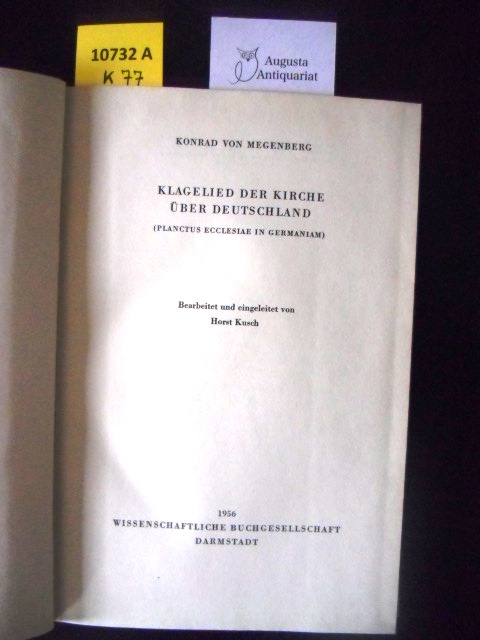 10732 A
K 77
Augusta
Antiquariat
KONRAD VON MEGENBERG
KLAGELIED DER KIRCHE
ÜBER DEUTSCHLAND
(PLANCTUS ECCLESIAE IN GERMANIAM)
Bearbeitet und eingeleitet von
Horst Kusch
1956
WISSENSCHAFTLICHE BUCHGESELLSCHAFT
DARMSTADT